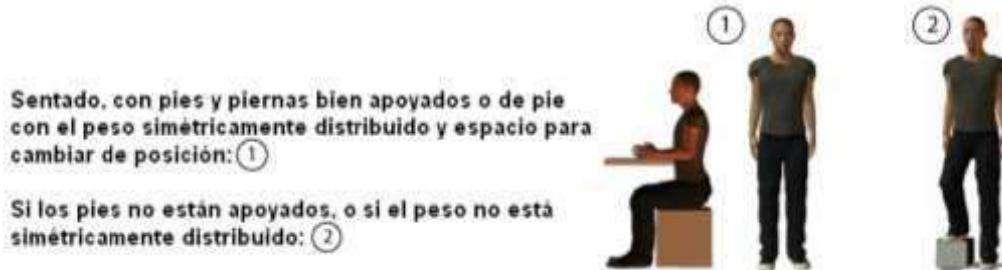 Sentado, con pies y piernas bien apoyados o de pie
con el peso simétricamente distribuido y espacio para
cambiar de posición: 1
Si los pies no están apoyados, o si el peso no está
simétricamente distribuido: 2
1
2